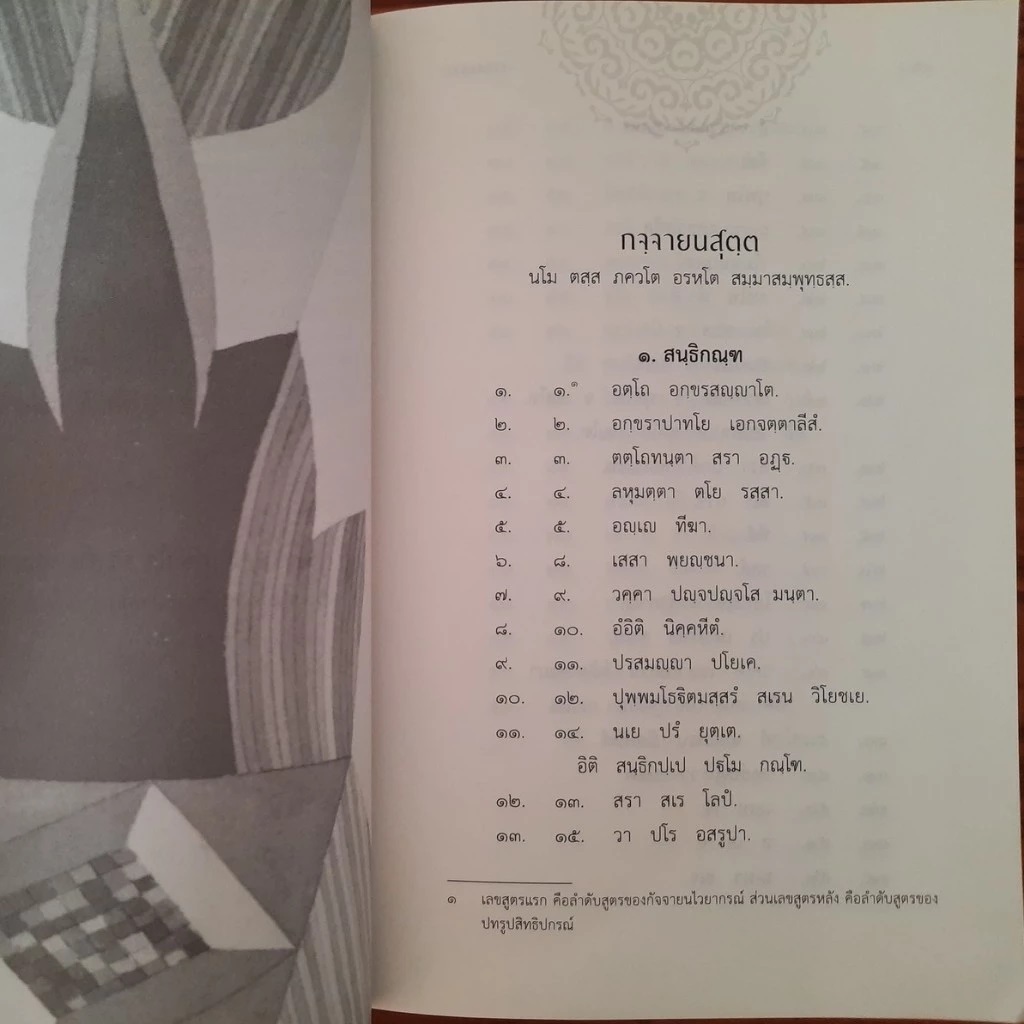 กจฺจายนสุตฺต
นโม ตสฺส ภควโต อรหโต สมฺมาสมฺพุทฺธสฺส.
๑. สนฺธิกณฺฑ
๑. ๑.๑ อตฺโถ อกฺขรสญฺญาโต.
๒. ๒. อกฺขราปาทโย เอกจตฺตาลีสํ.
๓. ๓. ตตฺโถทนฺตา สรา อฏฺฐ.
๔. ๔. ลหุมตฺตา ตโย รสฺสา.
๕. ๕. อญฺเญ ทีฆา.
๖. ๘. เสสา พฺยญฺชนา.
๗. ๙. วคฺคา ปญฺจปญฺจโส มนฺตา.
๘. ๑๐. อํอิติ นิคฺคหีตํ.
๙. ๑๑. ปรสมญฺญา ปโยเค.
๑๐. ๑๒. ปุพฺพมโธฐิตมสฺสรํ สเรน วิโยชเย.
๑๑. ๑๔. นเย ปรํ ยุตฺเต.
อิติ สนฺธิกปฺเป ปฐโม กณฺโฑ.
๑๒. ๑๓. สรา สเร โลปํ.
๑๓. ๑๕. วา ปโร อสรูปา.
๑ เลขสูตรแรก คือลำดับสูตรของกัจจายนไวยากรณ์ ส่วนเลขสูตรหลัง คือลำดับสูตรของ
ปทรูปสิทธิปกรณ์